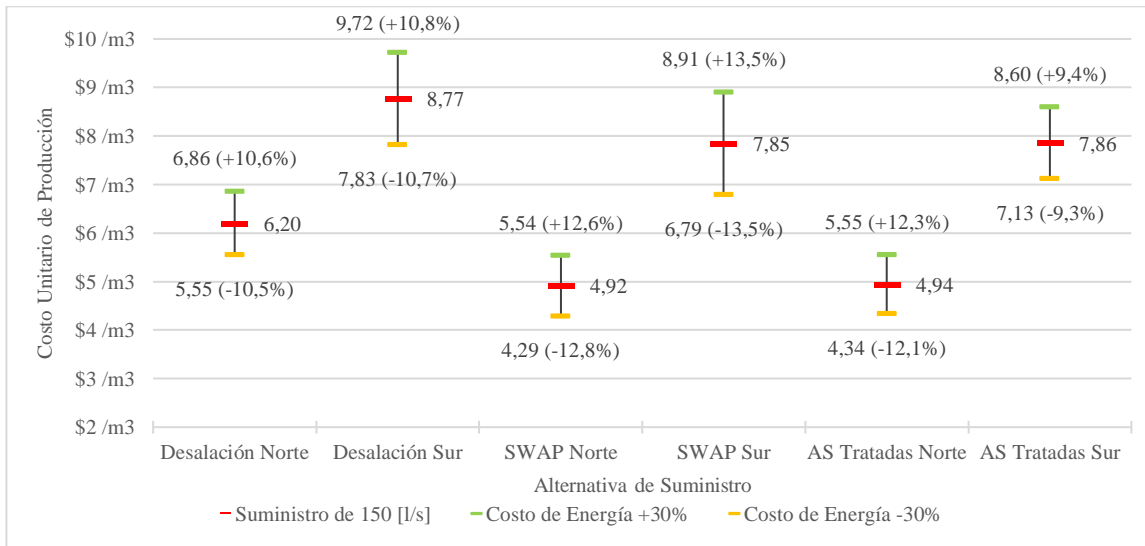 $10 /m3
$9 /m3
$8 /m3
$7 /m3
$6 /m3
$5 /m3
$4 /m3
$3 /m3
$2 /m3
Costo Unitario de Producción
6,86 (+10,6%)
6,20
5,55 (-10,5%)
9,72 (+10,8%)
8,77
7,83 (-10,7%)
5,54 (+12,6%)
4,92
4,29 (-12,8%)
8,91 (+13,5%)
7,85
6,79 (-13,5%)
5,55 (+12,3%)
4,94
4,34 (-12,1%)
8,60 (+9,4%)
7,86
7,13 (-9,3%)
Desalación Norte
Desalación Sur
SWAP Norte
SWAP Sur
AS Tratadas Norte
AS Tratadas Sur
Alternativa de Suministro
Suministro de 150 [l/s]
Costo de Energía +30%
Costo de Energía -30%